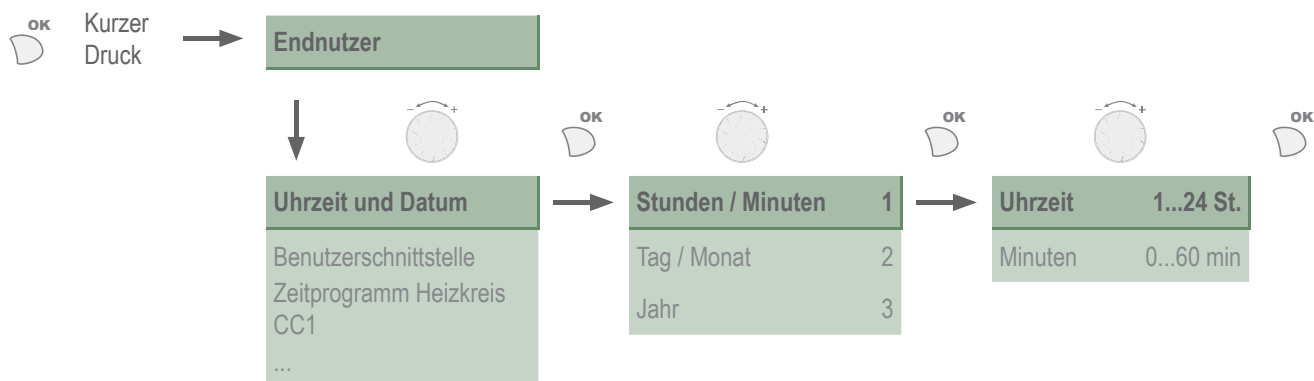 OK
Kurzer
Druck
Endnutzer
- +
OK
- +
OK
- +
OK
Uhrzeit und Datum
Benutzerschnittstelle
Zeitprogramm Heizkreis
CC1
...
Stunden / Minuten 1
Tag / Monat 2
Jahr 3
Uhrzeit 1...24 St.
Minuten 0...60 min